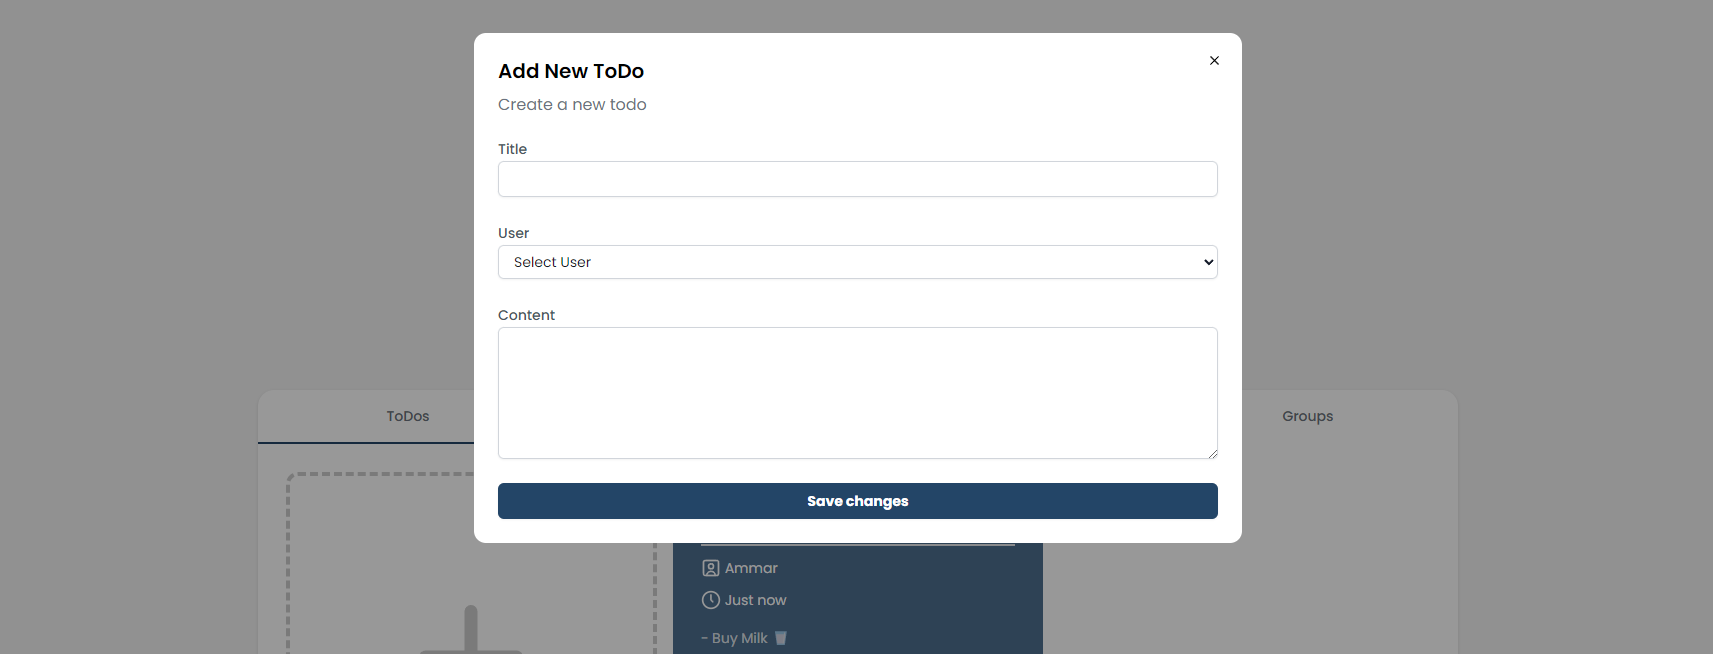 Add New ToDo
Create a new todo
Title
User
Select User
Content
Save changes
ToDos
Groups
Ammar
Just now
- Buy Milk 🥛